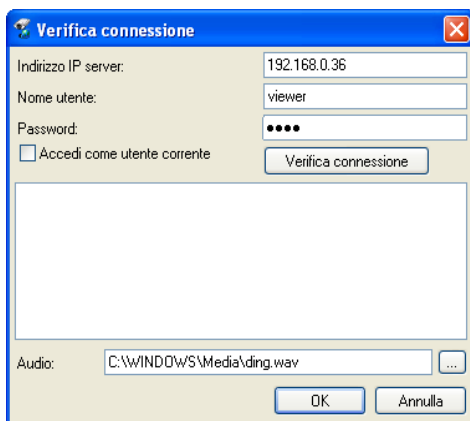 Verifica connessione
Indirizzo IP server: 192.168.0.36
Nome utente: viewer
Password: ●●●●
Accedi come utente corrente Verifica connessione
Audio: C:\WINDOWS\Media\ding.wav ...
OK Annulla